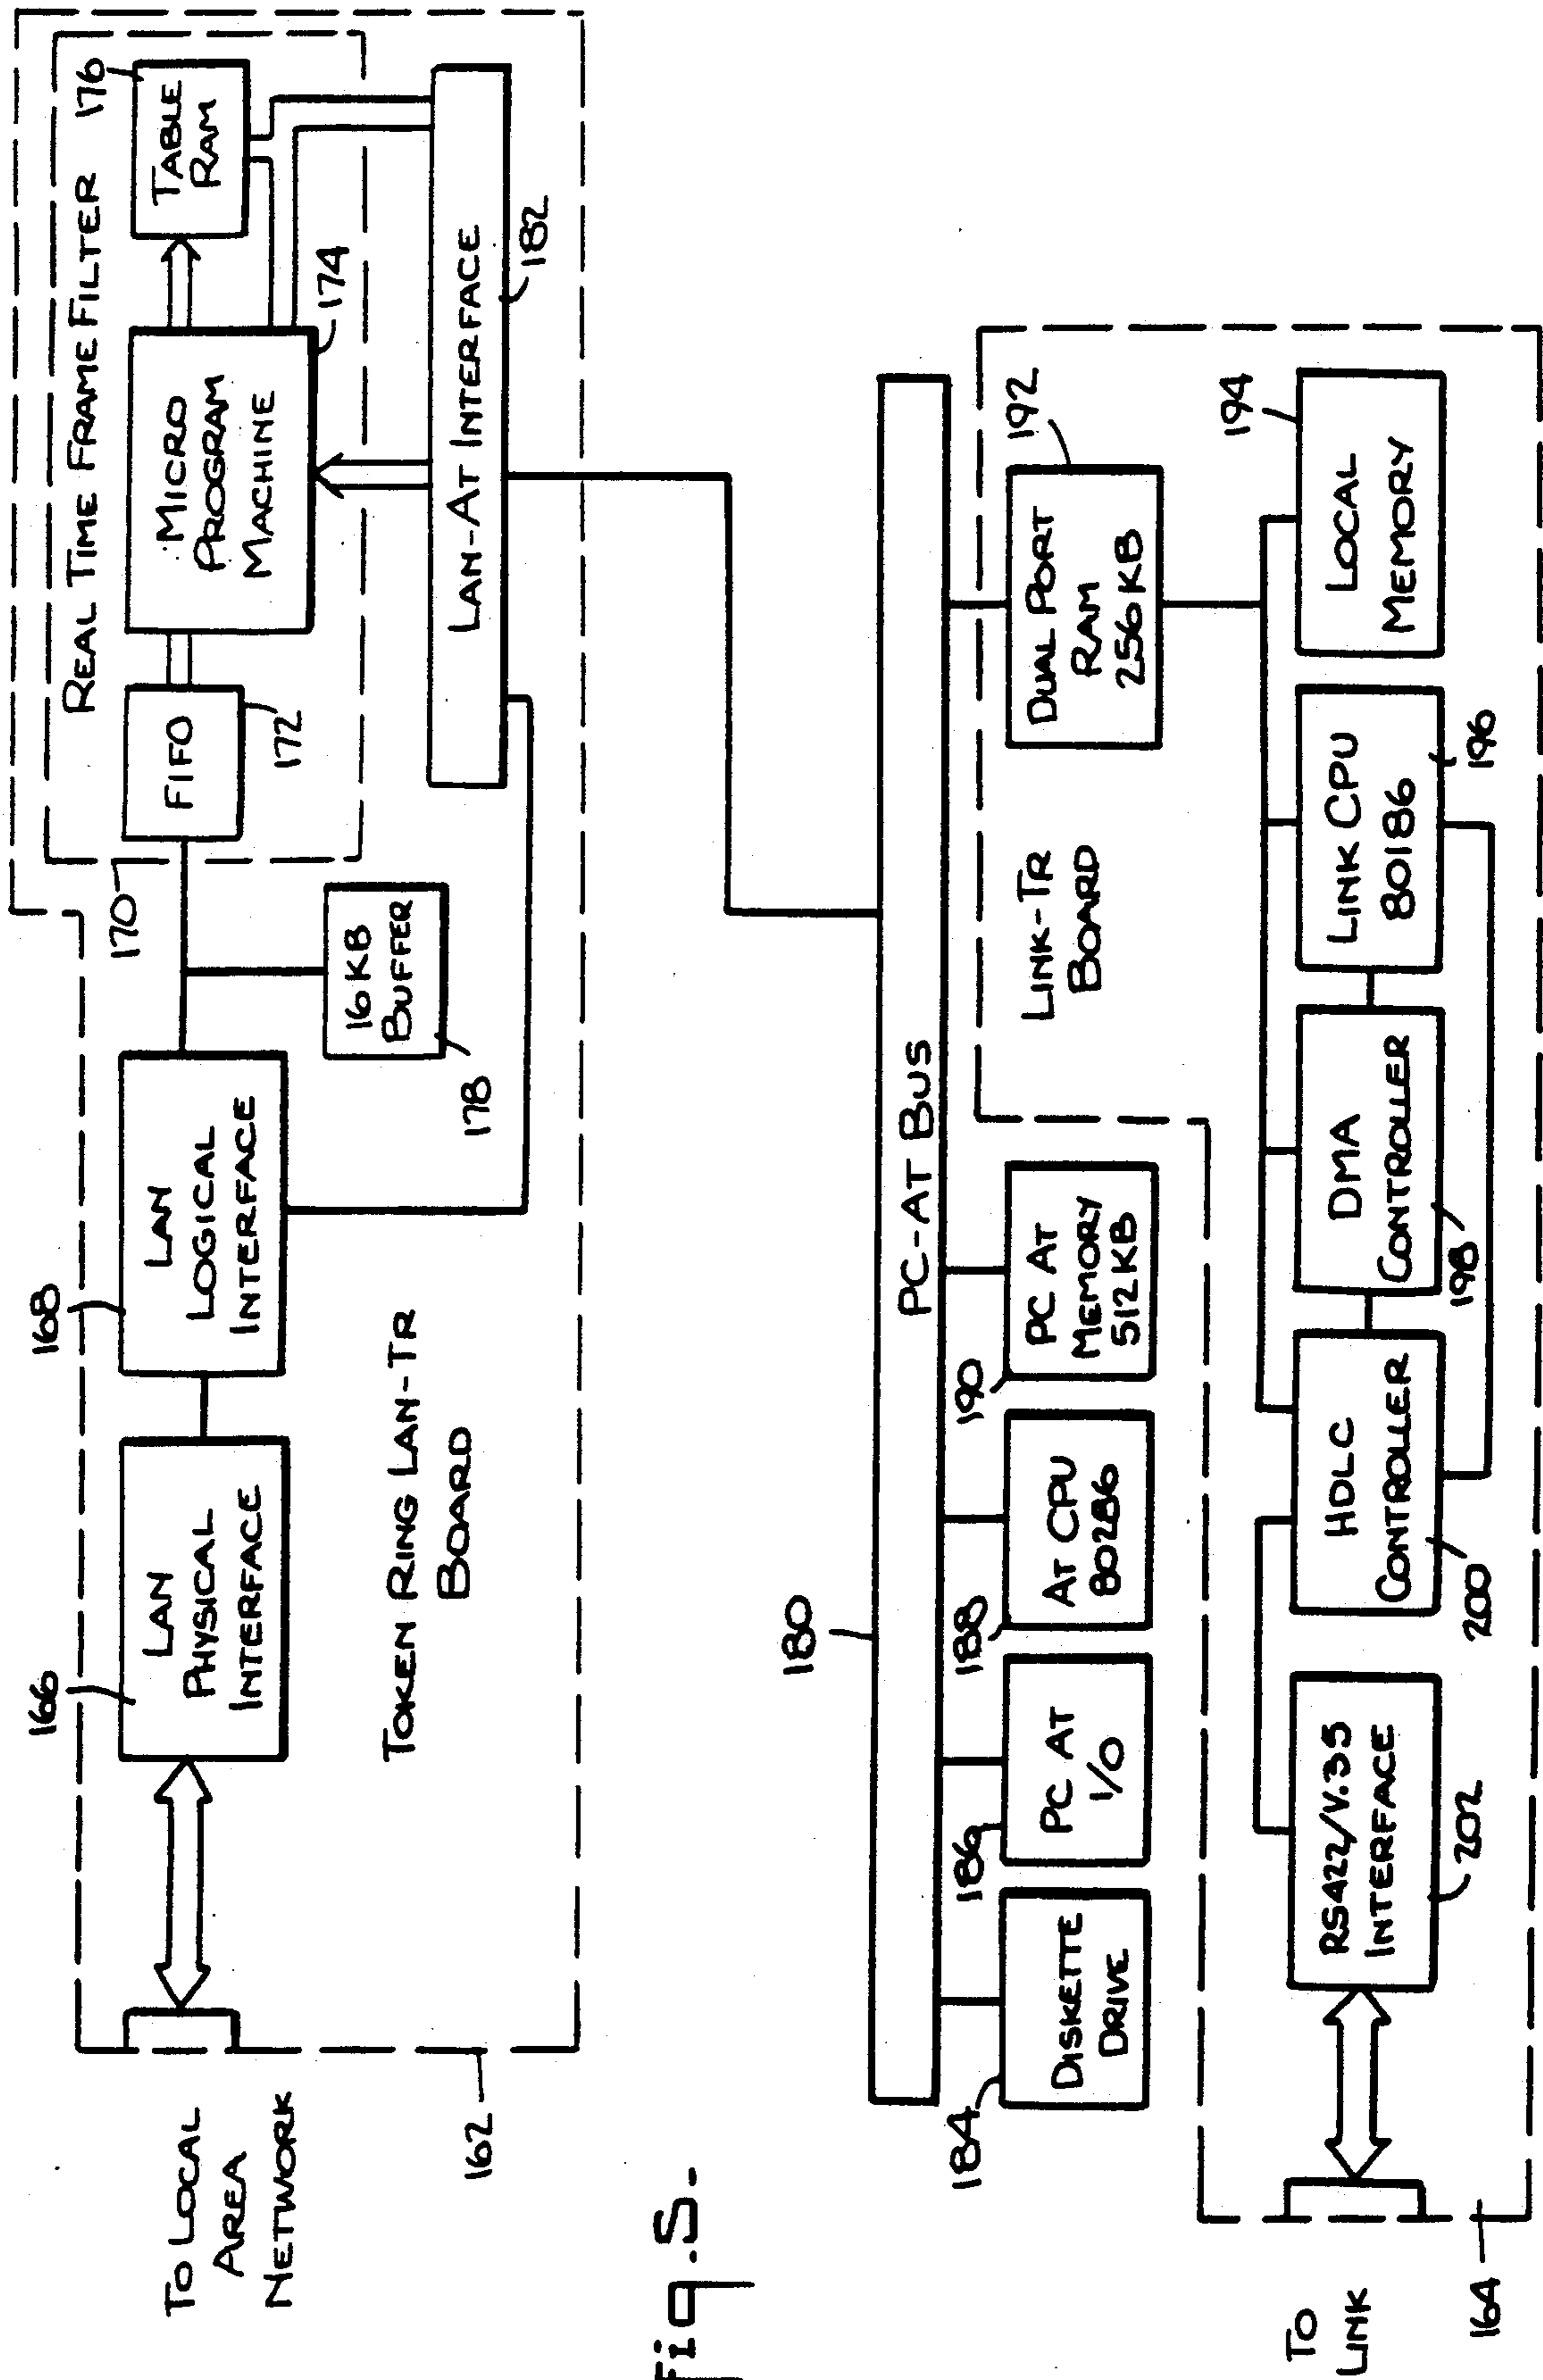 REAL TIME FRAME FILTER
176
TABLE
RAM
174
MICRO
PROGRAM
MACHINE
FIFO
172
170
LAN-AT INTERFACE
182
16 KB
BUFFER
178
168
LAN
LOGICAL
INTERFACE
166
LAN
PHYSICAL
INTERFACE
TOKEN RING LAN-TR
BOARD
TO LOCAL
AREA
NETWORK
162
Fig.5.
180
PC-AT BUS
184
DISKETTE
DRIVE
186
PC AT
I/O
188
AT CPU
80286
190
PC AT
MEMORY
512KB
192
DUAL PORT
RAM
256KB
LINK-TR
BOARD
194
LOCAL
MEMORY
LINK CPU
80186
196
DMA
CONTROLLER
198
HDLC
CONTROLLER
200
RS422/V.35
INTERFACE
202
TO
LINK
164